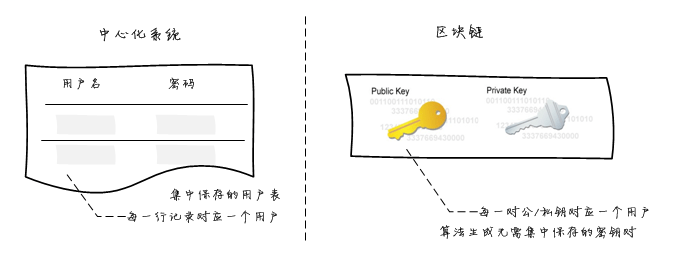 中心化系统
用户名 密码
集中保存的用户表
每一行记录对应一个用户
区块链
Public Key Private Key
每一对公/私钥对应一个用户
算法生成无需集中保存的密钥对